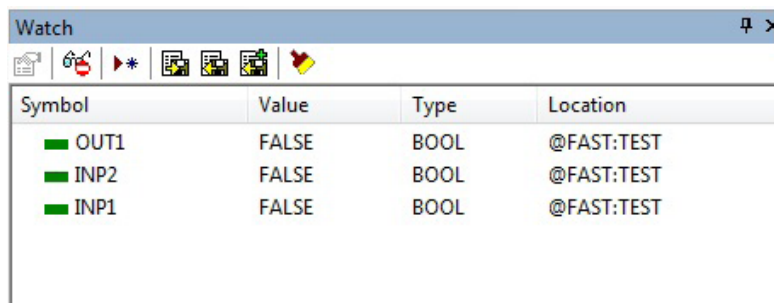 Watch
Symbol Value Type Location
OUT1 FALSE BOOL @FAST:TEST
INP2 FALSE BOOL @FAST:TEST
INP1 FALSE BOOL @FAST:TEST